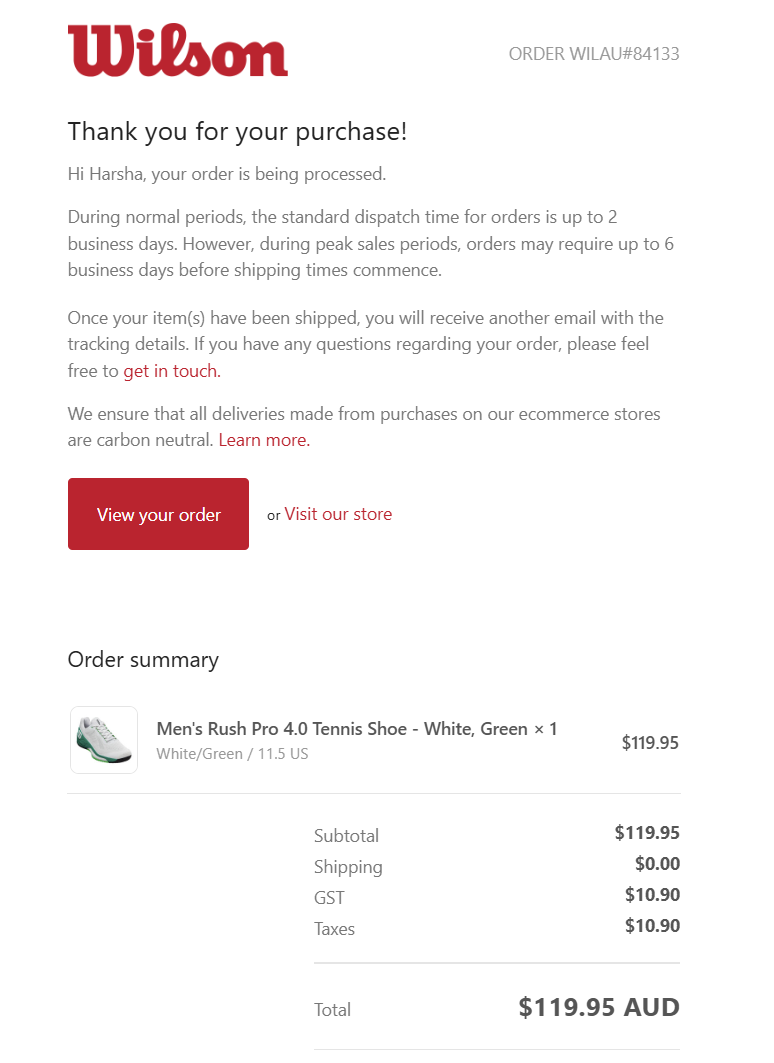 Wilson
ORDER WILAU#84133
Thank you for your purchase!
Hi Harsha, your order is being processed.
During normal periods, the standard dispatch time for orders is up to 2
business days. However, during peak sales periods, orders may require up to 6
business days before shipping times commence.
Once your item(s) have been shipped, you will receive another email with the
tracking details. If you have any questions regarding your order, please feel
free to get in touch.
We ensure that all deliveries made from purchases on our ecommerce stores
are carbon neutral. Learn more.
View your order or Visit our store
Order summary
Men's Rush Pro 4.0 Tennis Shoe - White, Green × 1
White/Green / 11.5 US
$119.95
Subtotal $119.95
Shipping $0.00
GST $10.90
Taxes $10.90
Total $119.95 AUD